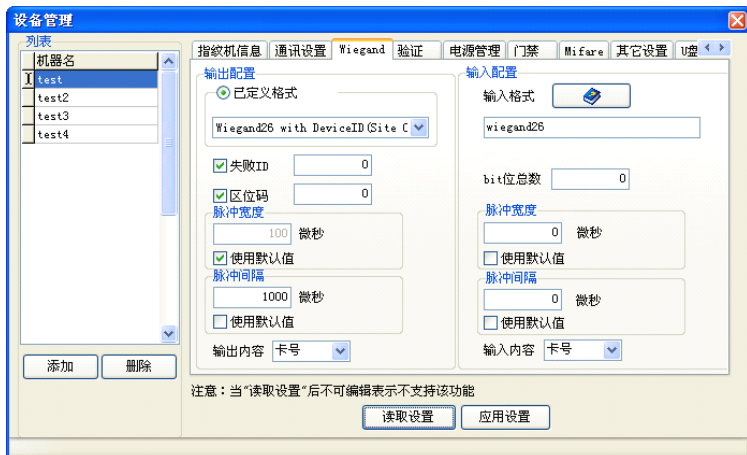 设备管理
列表
机器名
test
test2
test3
test4
添加 删除
指纹机信息 通讯设置 Wiegand 验证 电源管理 门禁 Mifare 其它设置 U盘
输出配置
已定义格式
Wiegand26 with DeviceID(Site C
失败ID 0
区位码 0
脉冲宽度
100 微秒
使用默认值
脉冲间隔
1000 微秒
使用默认值
输出内容 卡号
输入配置
输入格式
wiegand26
bit位总数 0
脉冲宽度
0 微秒
使用默认值
脉冲间隔
0 微秒
使用默认值
输入内容 卡号
注意：当“读取设置”后不可编辑表示不支持该功能
读取设置 应用设置